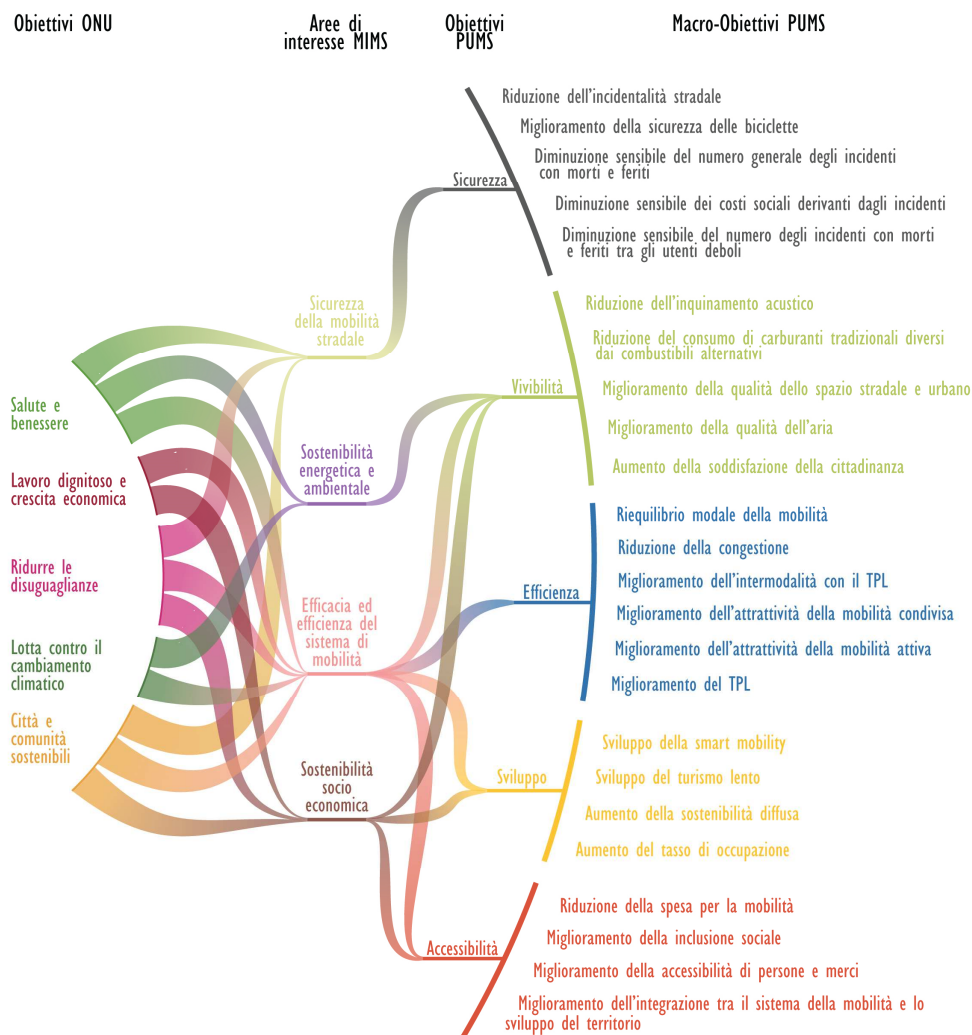 Obiettivi ONU
Aree di
interesse MIMS
Obiettivi
PUMS
Macro-Obiettivi PUMS
Salute e
benessere
Lavoro dignitoso e
crescita economica
Ridurre le
disuguaglianze
Lotta contro il
cambiamento
climatico
Città e
comunità
sostenibili
Sicurezza
della mobilità
stradale
Sostenibilità
energetica e
ambientale
Efficacia ed
efficienza del
sistema di
mobilità
Sostenibilità
socio
economica
Sicurezza
Vivibilità
Efficienza
Sviluppo
Accessibilità
Riduzione dell'incidentalità stradale
Miglioramento della sicurezza delle biciclette
Diminuzione sensibile del numero generale degli incidenti
con morti e feriti
Diminuzione sensibile dei costi sociali derivanti dagli incidenti
Diminuzione sensibile del numero degli incidenti con morti
e feriti tra gli utenti deboli
Riduzione dell'inquinamento acustico
Riduzione del consumo di carburanti tradizionali diversi
dai combustibili alternativi
Miglioramento della qualità dello spazio stradale e urbano
Miglioramento della qualità dell'aria
Aumento della soddisfazione della cittadinanza
Riequilibrio modale della mobilità
Riduzione della congestione
Miglioramento dell'intermodalità con il TPL
Miglioramento dell'attrattività della mobilità condivisa
Miglioramento dell'attrattività della mobilità attiva
Miglioramento del TPL
Sviluppo della smart mobility
Sviluppo del turismo lento
Aumento della sostenibilità diffusa
Aumento del tasso di occupazione
Riduzione della spesa per la mobilità
Miglioramento della inclusione sociale
Miglioramento della accessibilità di persone e merci
Miglioramento dell'integrazione tra il sistema della mobilità e lo
sviluppo del territorio